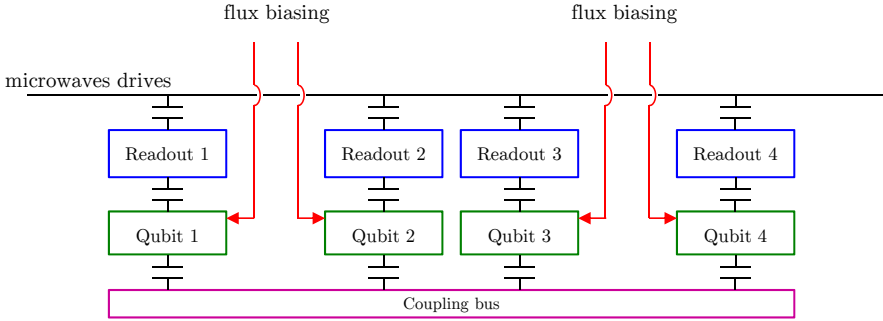 flux biasing
flux biasing
microwaves drives
Readout 1
Readout 2
Readout 3
Readout 4
Qubit 1
Qubit 2
Qubit 3
Qubit 4
Coupling bus